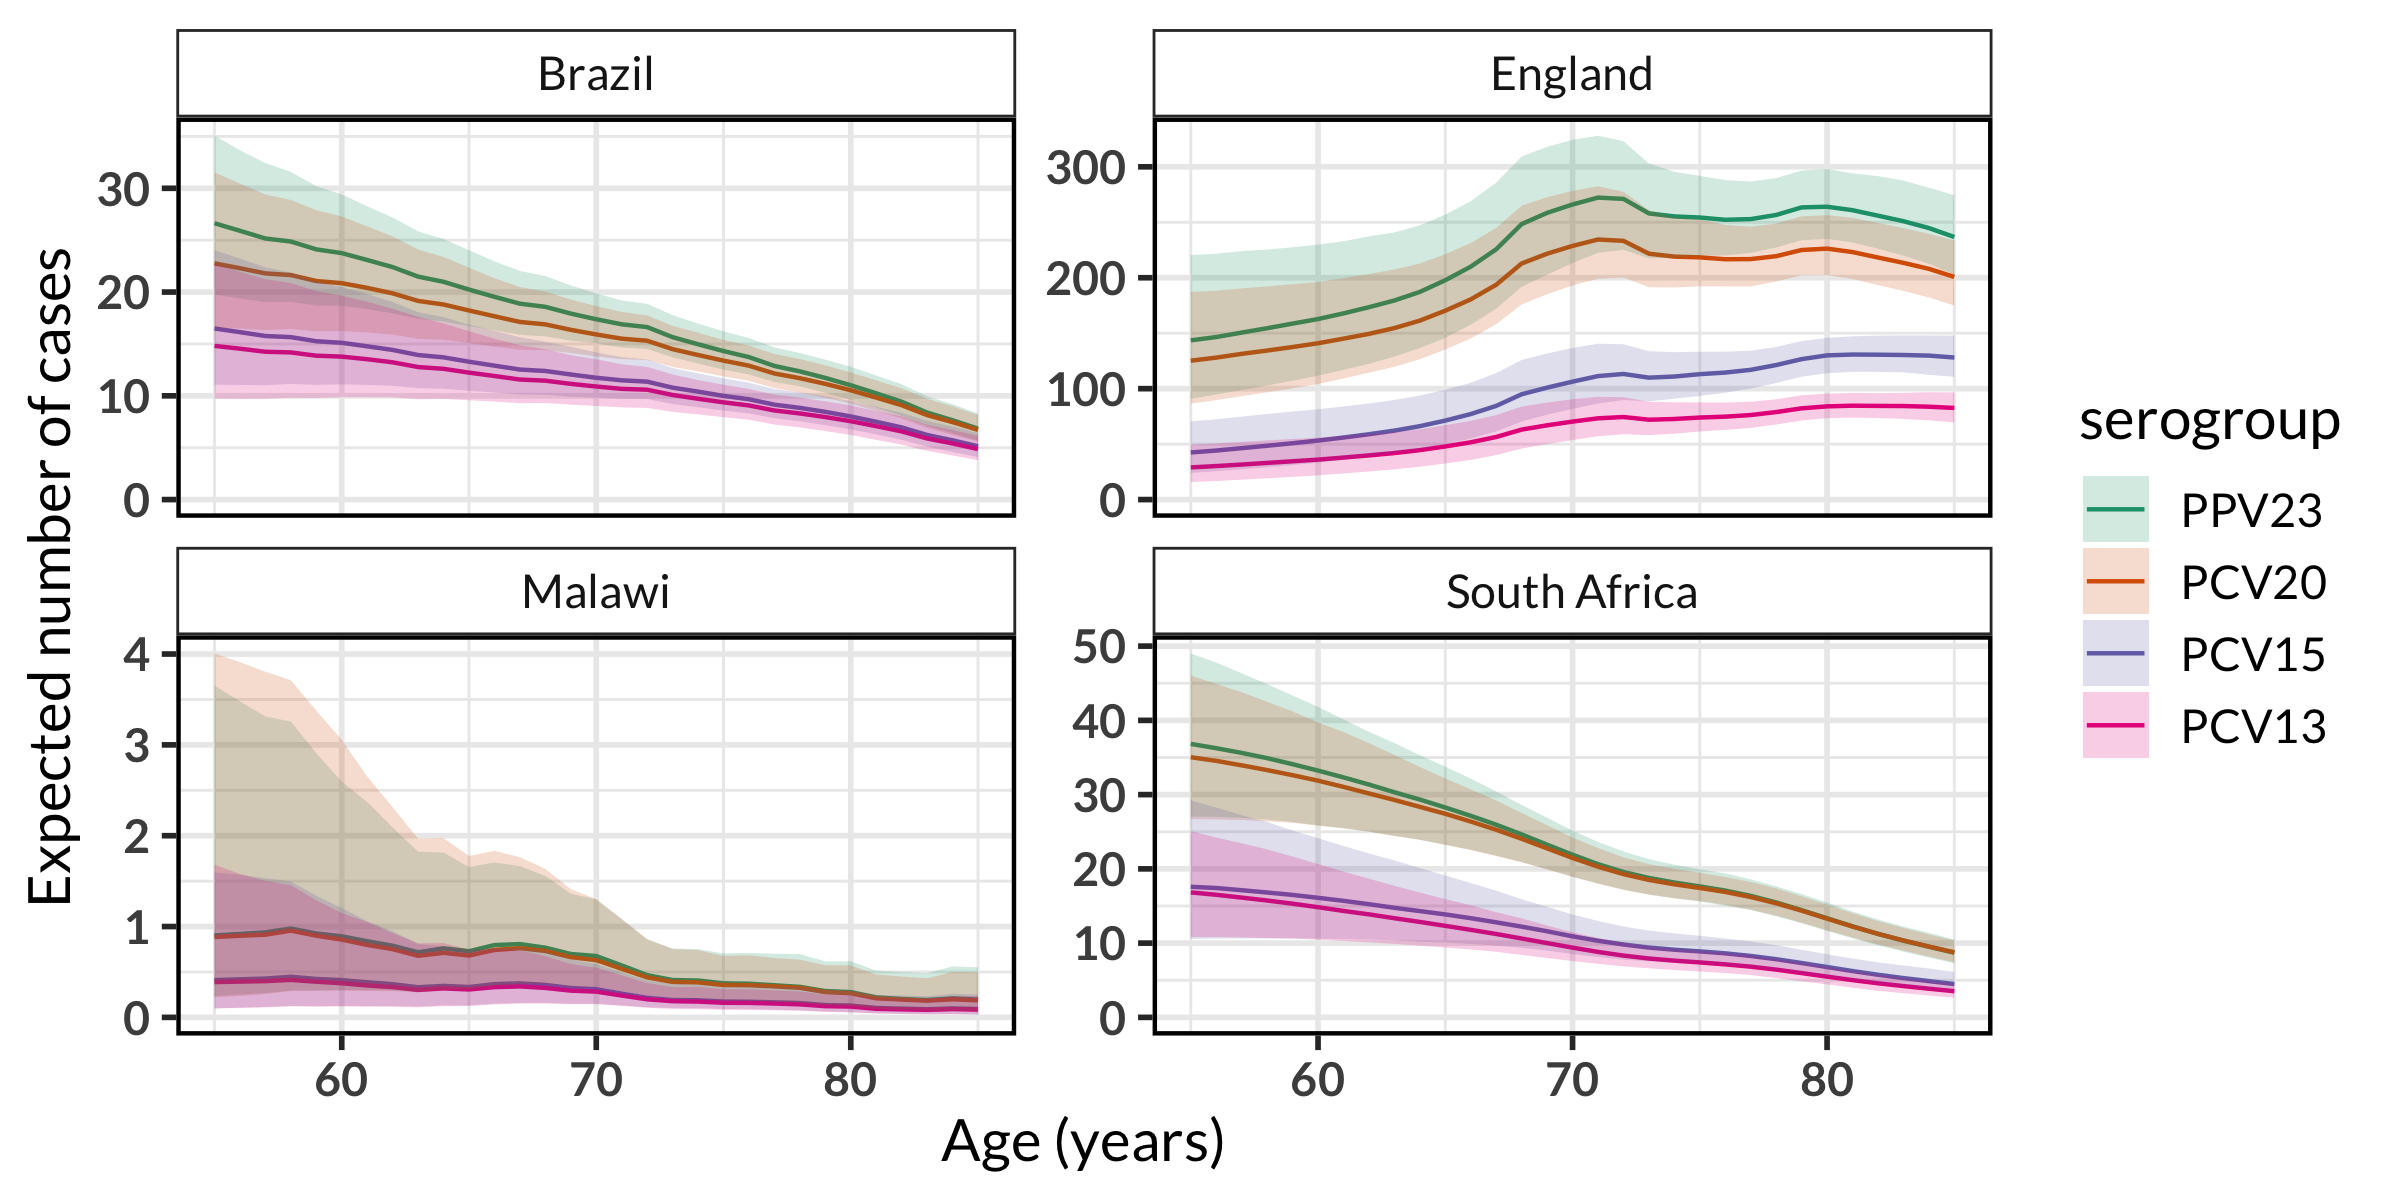 Brazil
England
30
20
10
0
300
200
100
0
Malawi
South Africa
4
3
2
1
0
50
40
30
20
10
0
60
70
80
60
70
80
Age (years)
Expected number of cases
serogroup
PPV23
PCV20
PCV15
PCV13